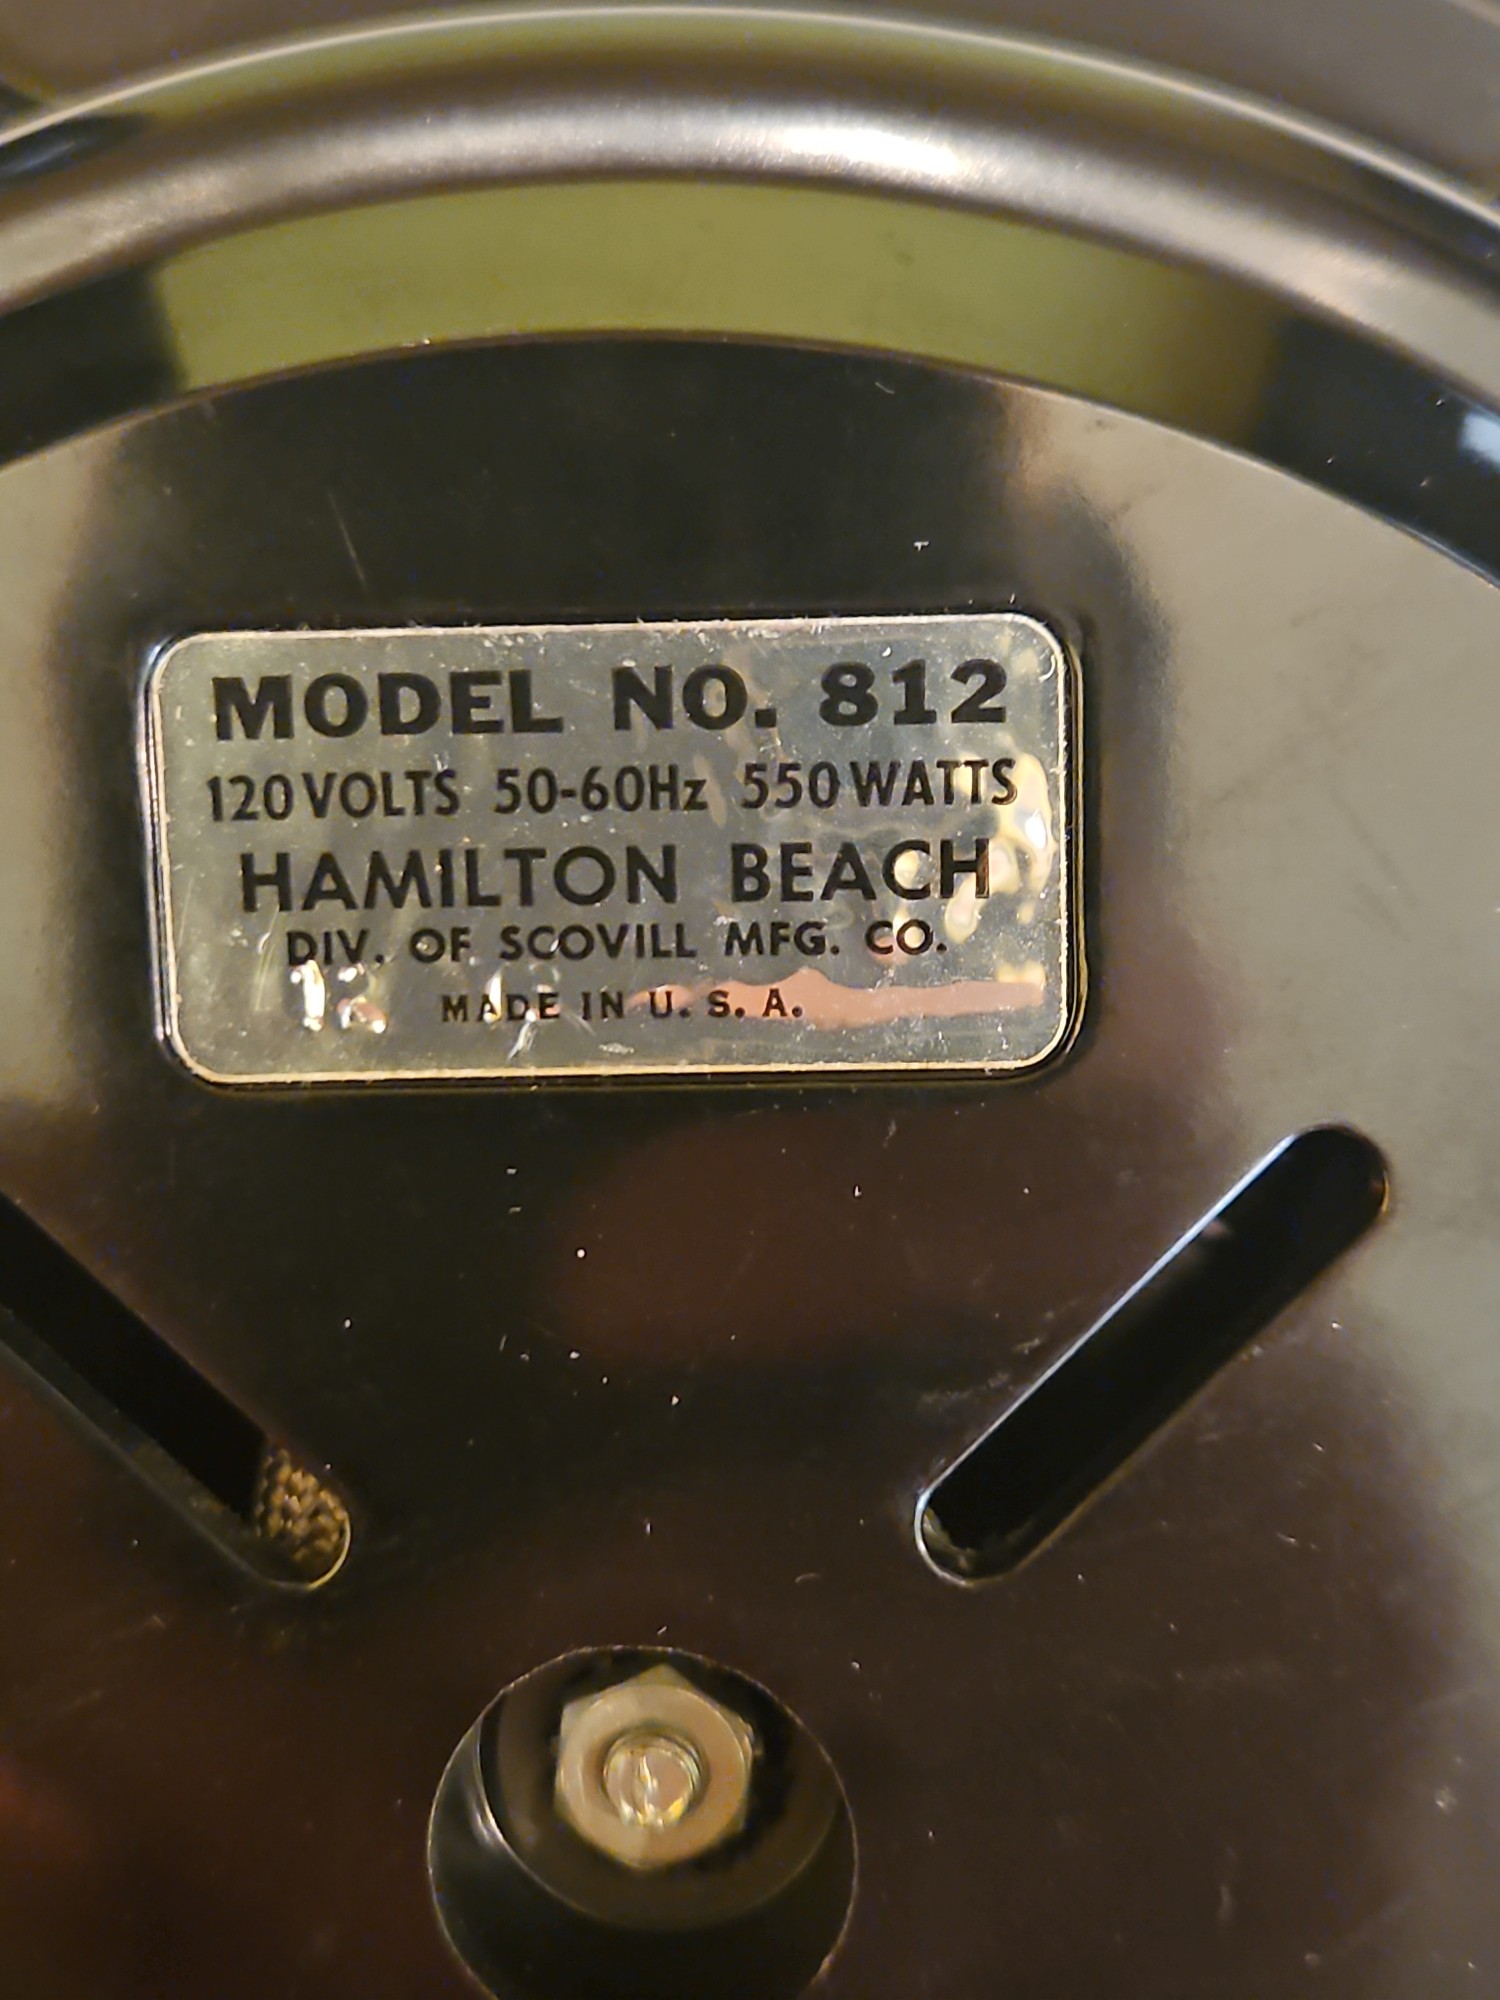 MODEL NO. 812
120 VOLTS 50-60Hz 550 WATTS
HAMILTON BEACH
DIV. OF SCOVILL MFG. CO.
MADE IN U. S. A.